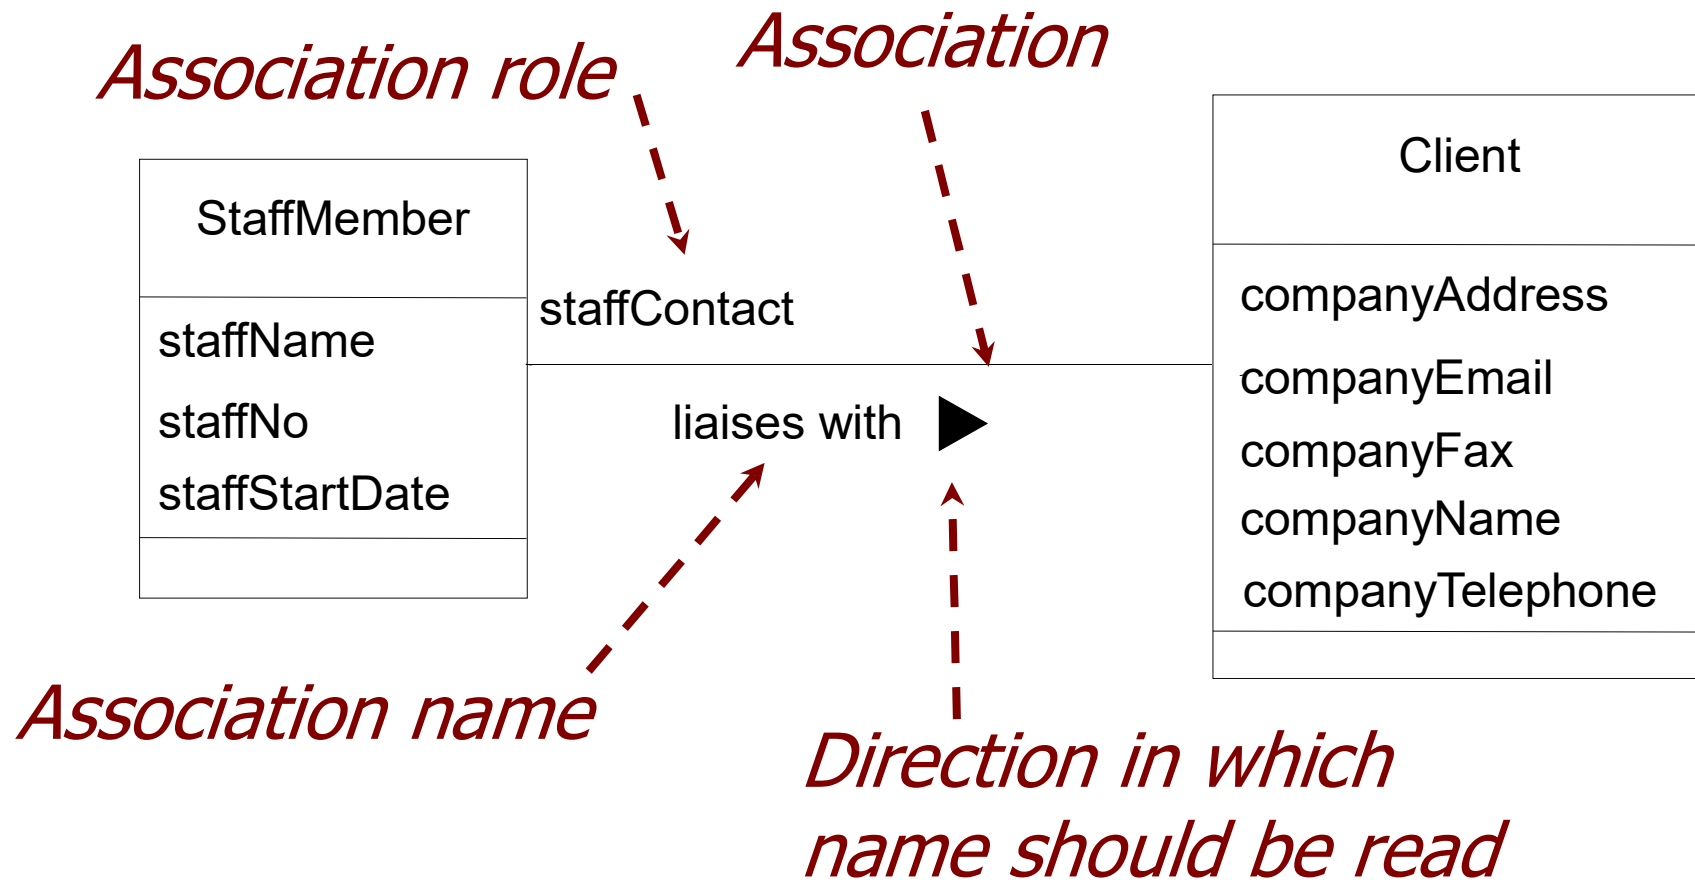 Association role
Association
StaffMember
staffName
staffNo
staffStartDate
staffContact
liaises with
Client
companyAddress
companyEmail
companyFax
companyName
companyTelephone
Association name
Direction in which
name should be read